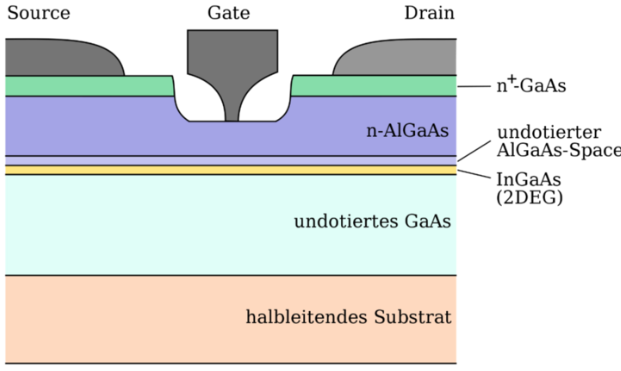 Source
Gate
Drain
n+-GaAs
n-AlGaAs
undotierter
AlGaAs-Space
InGaAs
(2DEG)
undotiertes GaAs
halbleitendes Substrat